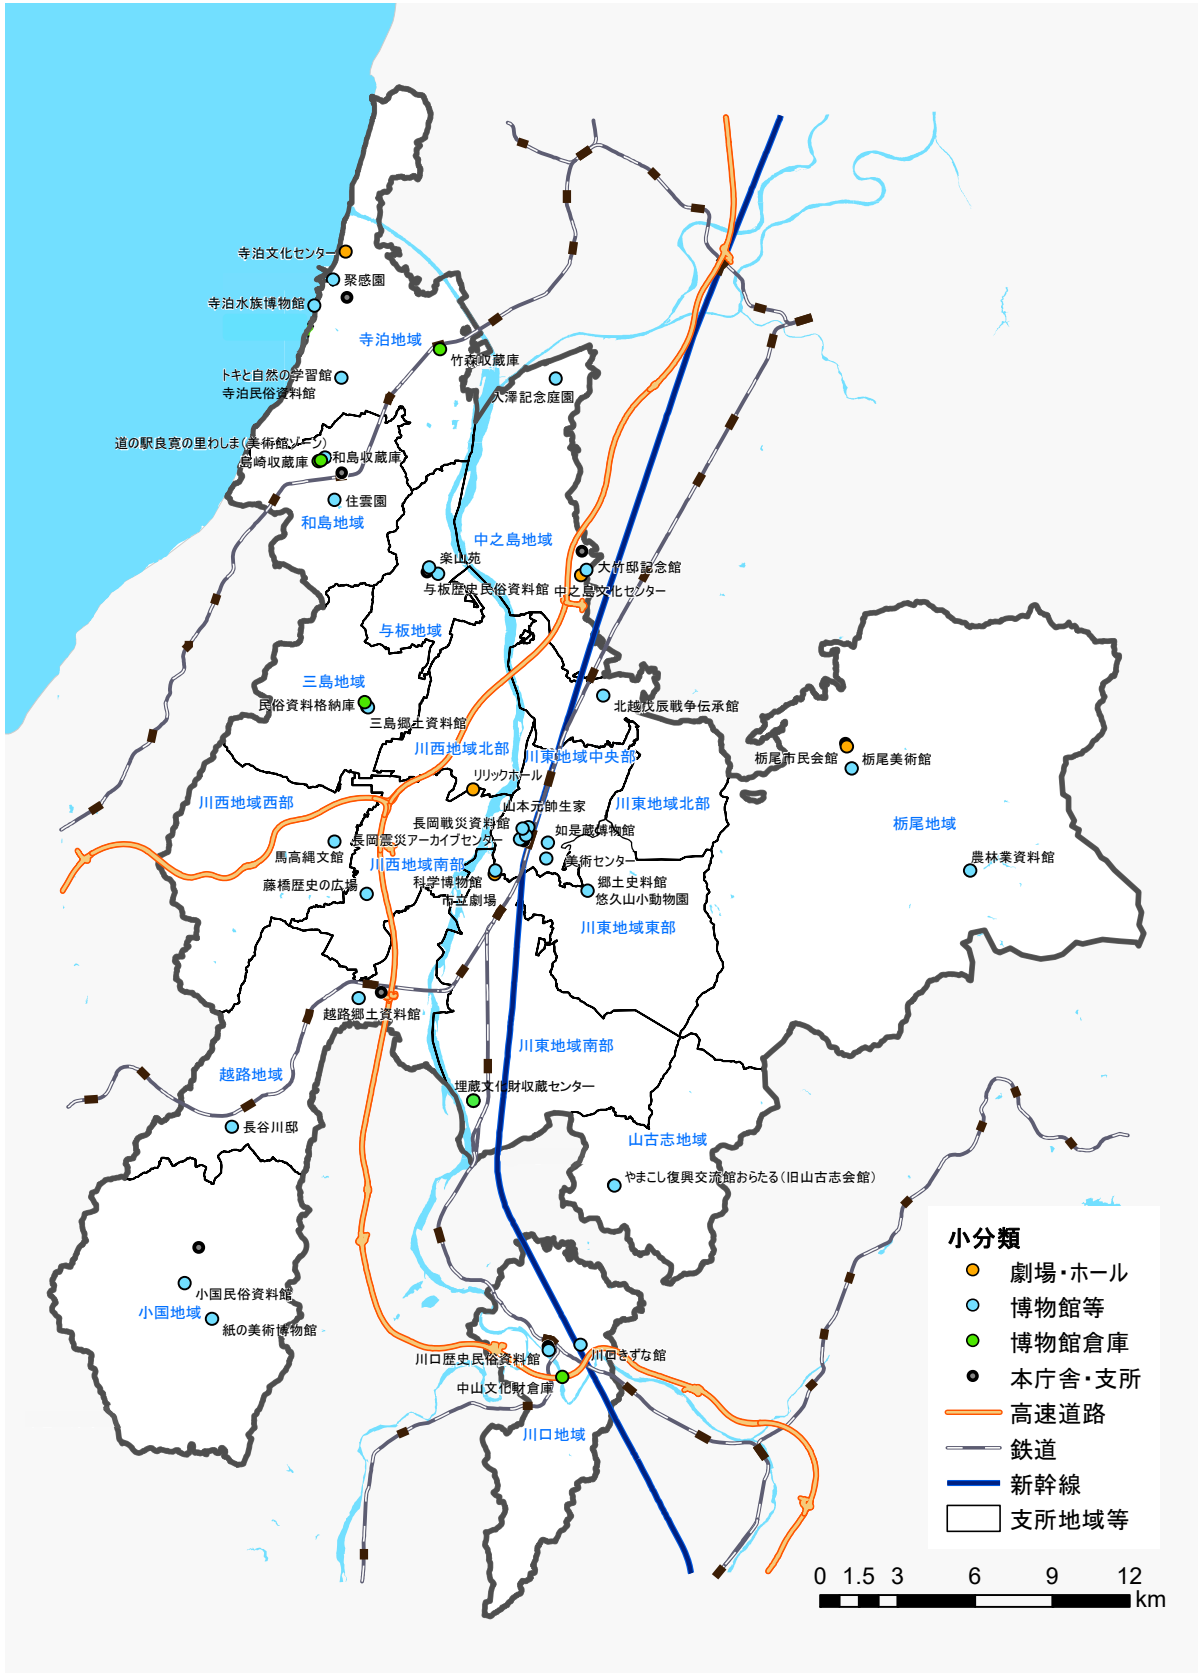 寺泊文化センター
聚感園
寺泊水族博物館
寺泊地域
竹森収蔵庫
トキと自然の学習館
寺泊民俗資料館
入澤記念庭園
道の駅良寛の里わしま(美術館ゾーン)
和島収蔵庫
島崎収蔵庫
住雲園
和島地域
中之島地域
楽山苑
大竹邸記念館
与板歴史民俗資料館
中之島文化センター
与板地域
三島地域
民俗資料格納庫
北越戊辰戦争伝承館
三島郷土資料館
川西地域北部
川東地域中央部
栃尾市民会館
栃尾美術館
リリックホール
川西地域西部
山本元帥生家
川東地域北部
長岡戦災資料館
如是蔵博物館
栃尾地域
長岡震災アーカイブセンター
馬高縄文館
川西地域南部
美術センター
農林業資料館
藤橋歴史の広場
科学博物館
郷土史料館
市立劇場
悠久山小動物園
川東地域東部
越路郷土資料館
川東地域南部
越路地域
埋蔵文化財収蔵センター
長谷川邸
山古志地域
やまこし復興交流館おらたる(旧山古志会館)
小国民俗資料館
小国地域
紙の美術博物館
川口歴史民俗資料館
川口きずな館
中山文化財倉庫
川口地域
小分類
劇場・ホール
博物館等
博物館倉庫
本庁舎・支所
高速道路
鉄道
新幹線
支所地域等
0 1.5 3 6 9 12
km